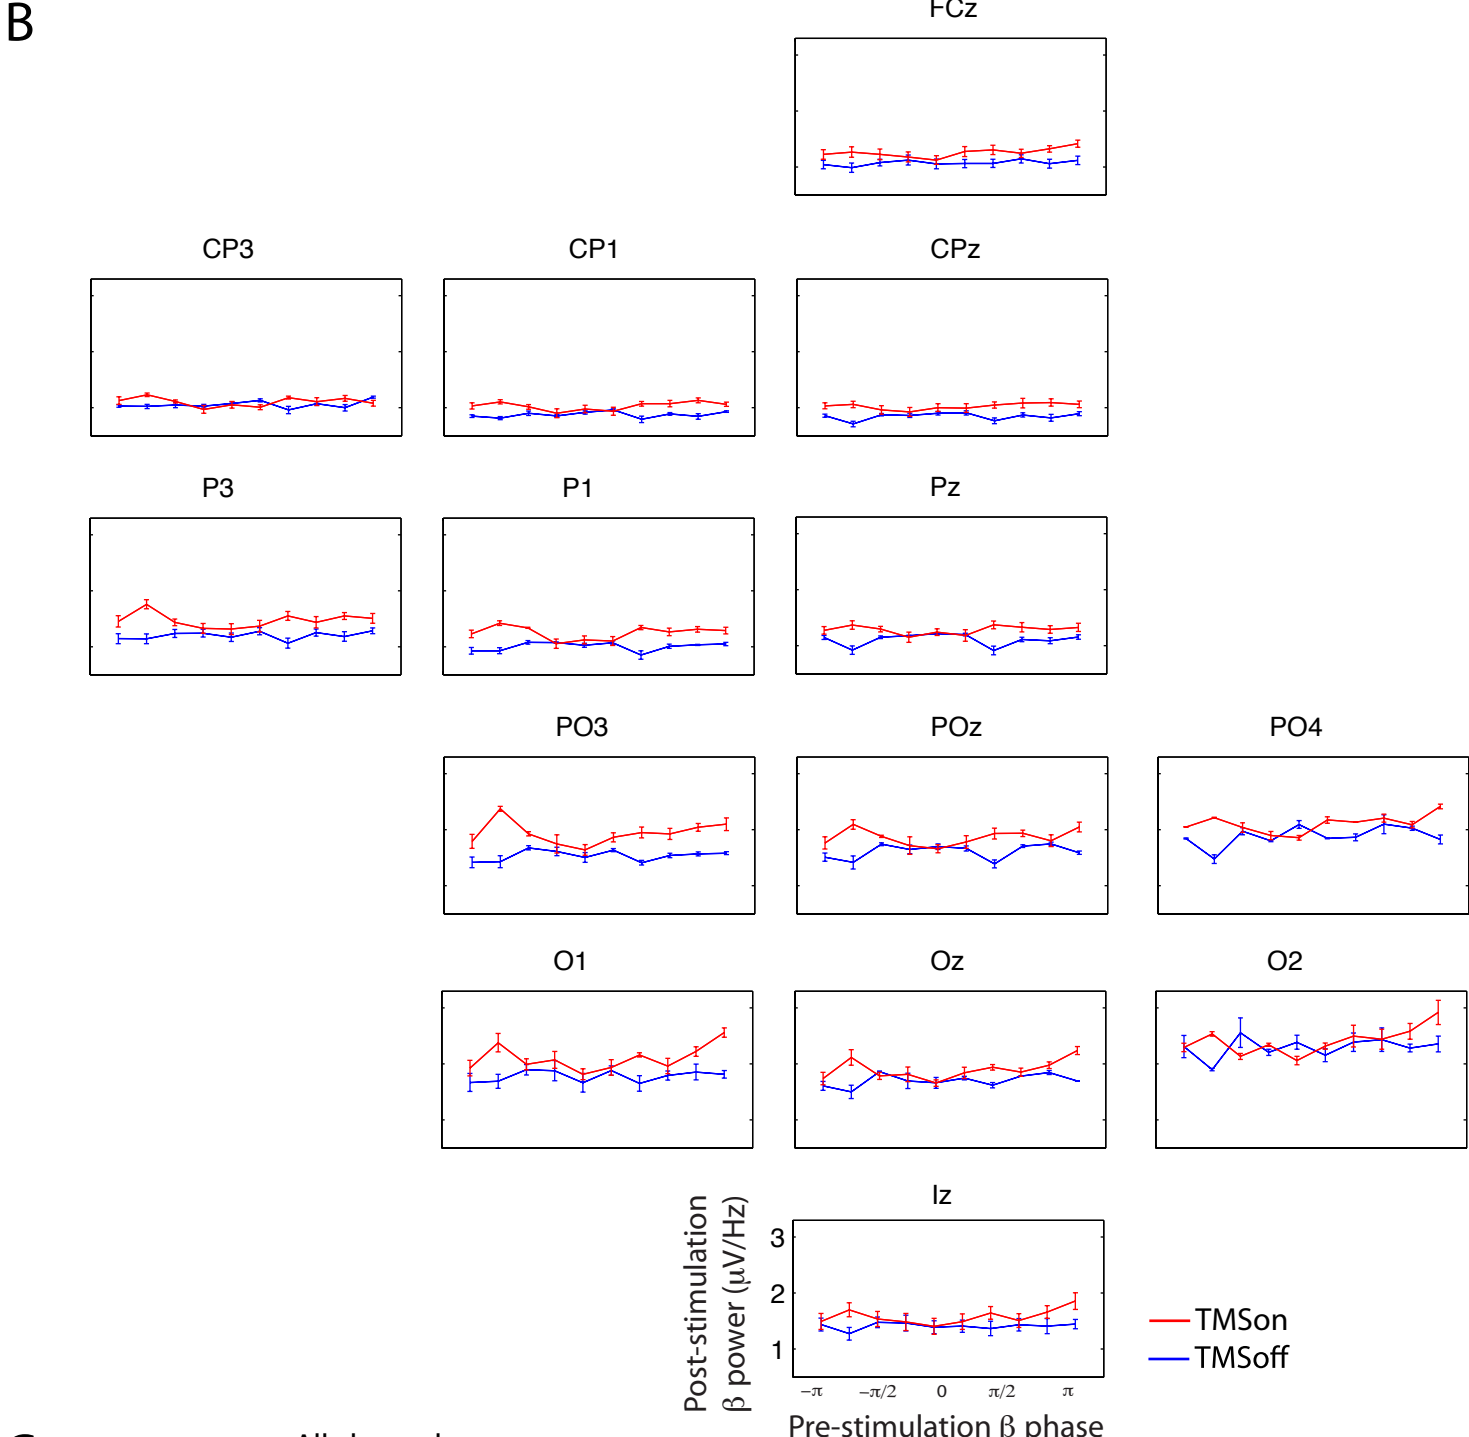 B
FCz
CP3
CP1
CPz
P3
P1
Pz
PO3
POz
PO4
O1
Oz
O2
Iz
Post-stimulation
β power (μV/Hz)
3
2
1
−π
−π/2
0
π/2
π
Pre-stimulation β phase
TMSon
TMSoff